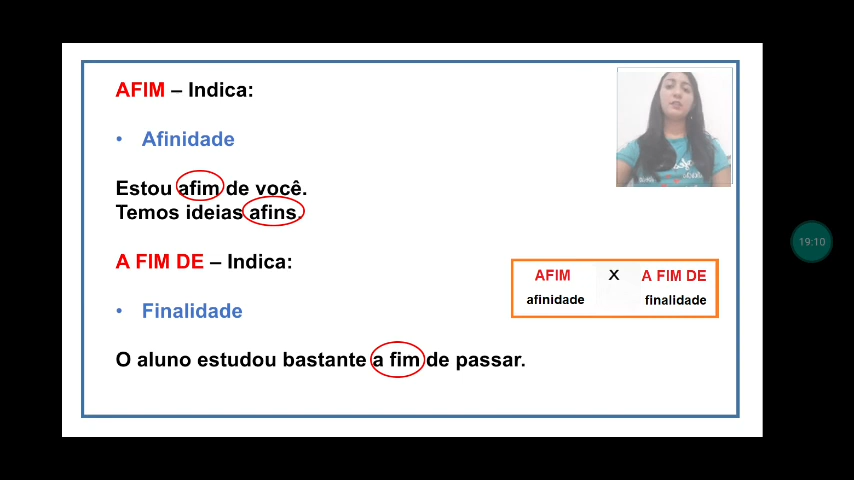 AFIM – Indica:
• Afinidade
Estou afim de você.
Temos ideias afins.
A FIM DE – Indica:
• Finalidade
O aluno estudou bastante a fim de passar.
AFIM X A FIM DE
afinidade finalidade
19:10